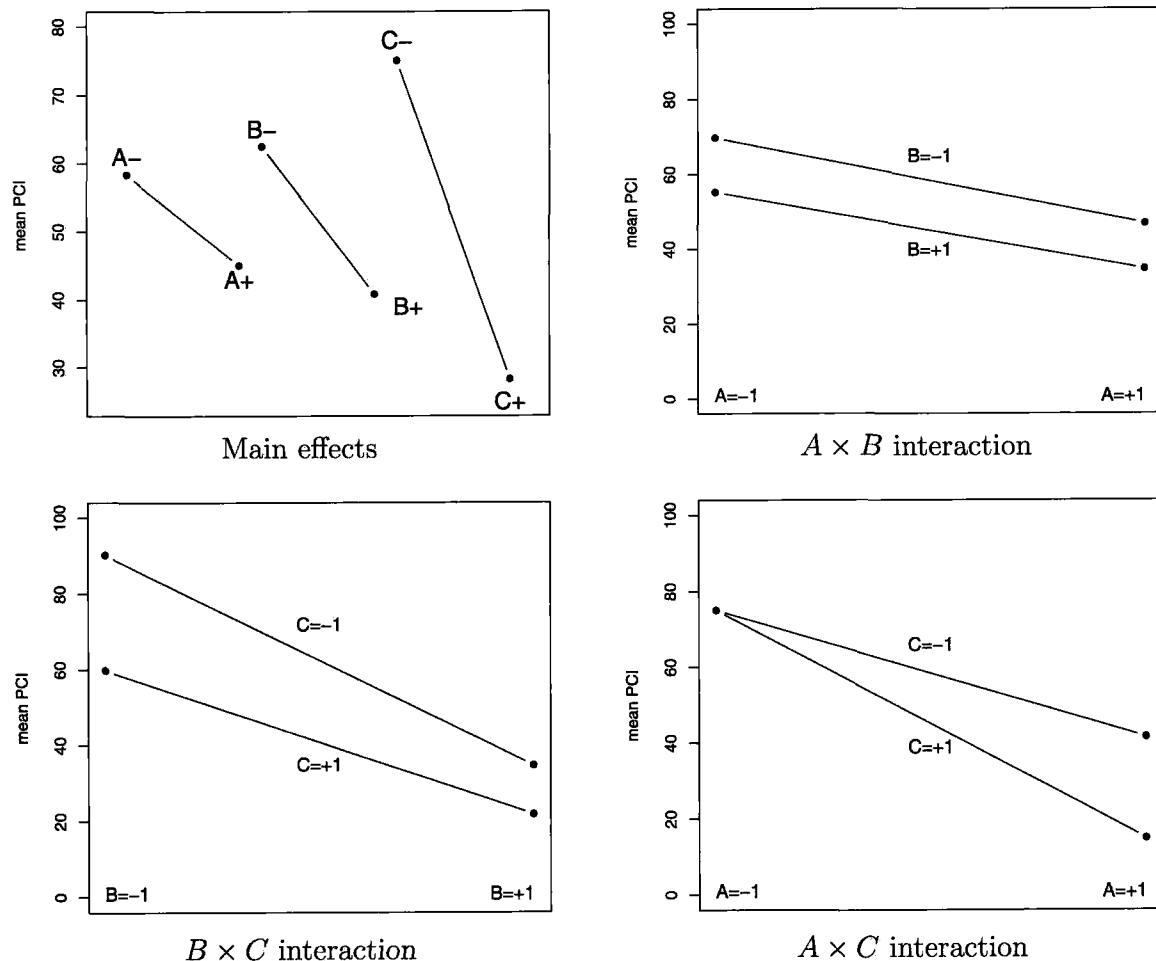 mean PCI
80
70
60
50
40
30
A−
A+
B−
B+
C−
C+
Main effects
mean PCI
100
80
60
40
20
0
B=−1
B=+1
A=−1
A=+1
A × B interaction
mean PCI
100
80
60
40
20
0
C=−1
C=+1
B=−1
B=+1
B × C interaction
mean PCI
100
80
60
40
20
0
C=−1
C=+1
A=−1
A=+1
A × C interaction